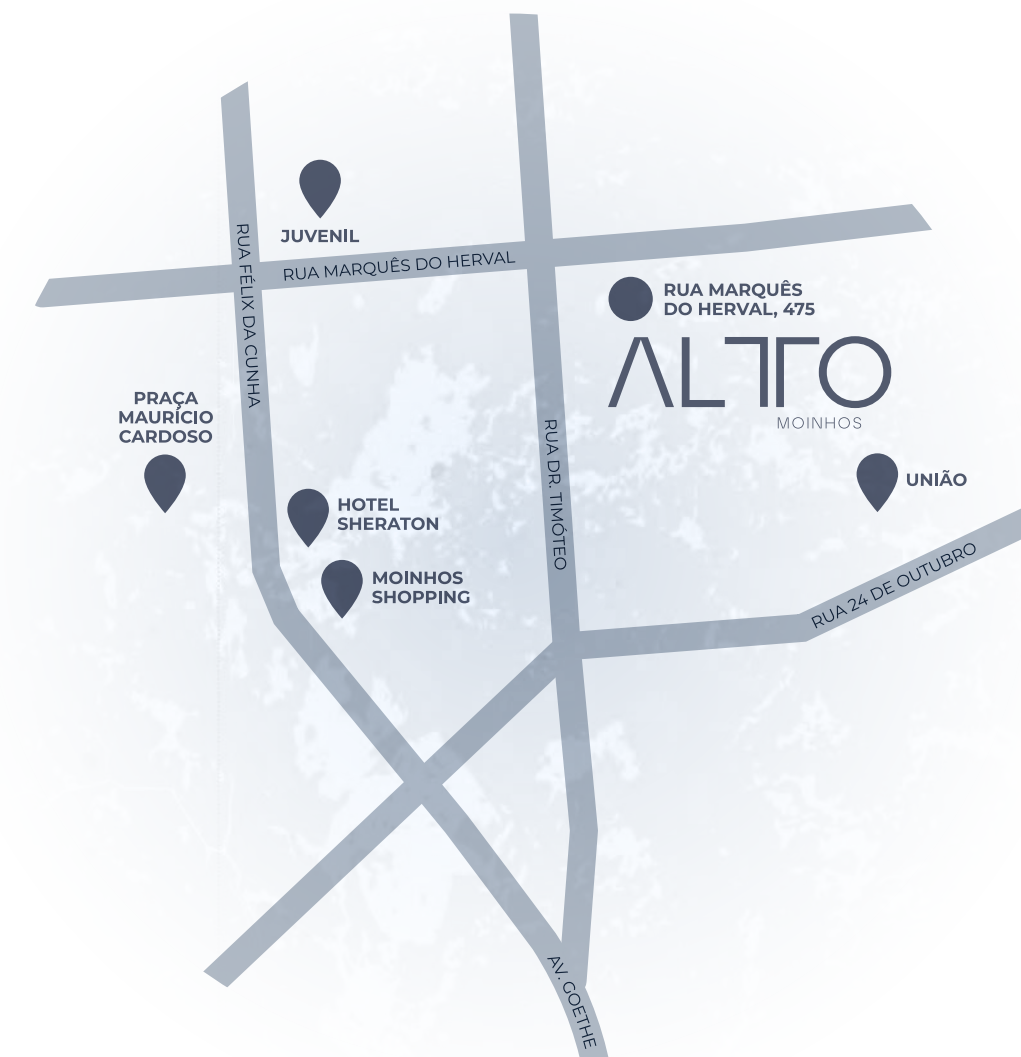 JUVENIL
RUA FÉLIX DA CUNHA
RUA MARQUÊS DO HERVAL
RUA MARQUÊS
DO HERVAL, 475
ALTTO
MOINHOS
PRAÇA
MAURÍCIO
CARDOSO
RUA DR. TIMÓTEO
UNIÃO
HOTEL
SHERATON
MOINHOS
SHOPPING
RUA 24 DE OUTUBRO
AV. GOETHE